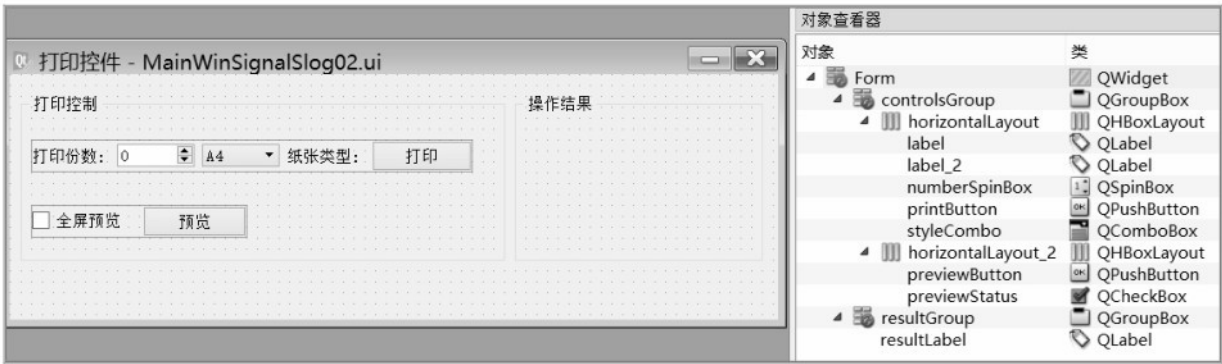 打印控件 - MainWinSignalSlog02.ui
打印控制
操作结果
打印份数: 0 A4 纸张类型: 打印
全屏预览 预览
对象查看器
对象 类
Form QWidget
controlsGroup QGroupBox
horizontalLayout QHBoxLayout
label QLabel
label_2 QLabel
numberSpinBox QSpinBox
printButton QPushButton
styleCombo QComboBox
horizontalLayout_2 QHBoxLayout
previewButton QPushButton
previewStatus QCheckBox
resultGroup QGroupBox
resultLabel QLabel